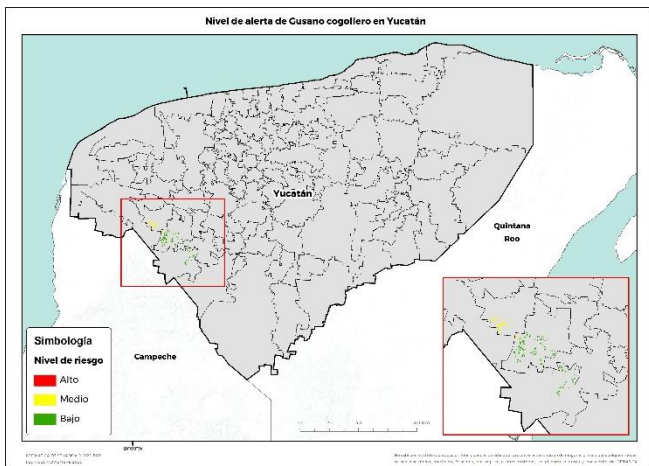 Nivel de alerta de Gusano cogollero en Yucatán
Yucatán
Quintana
Roo
Campeche
Simbología
Nivel de riesgo
Alto
Medio
Bajo